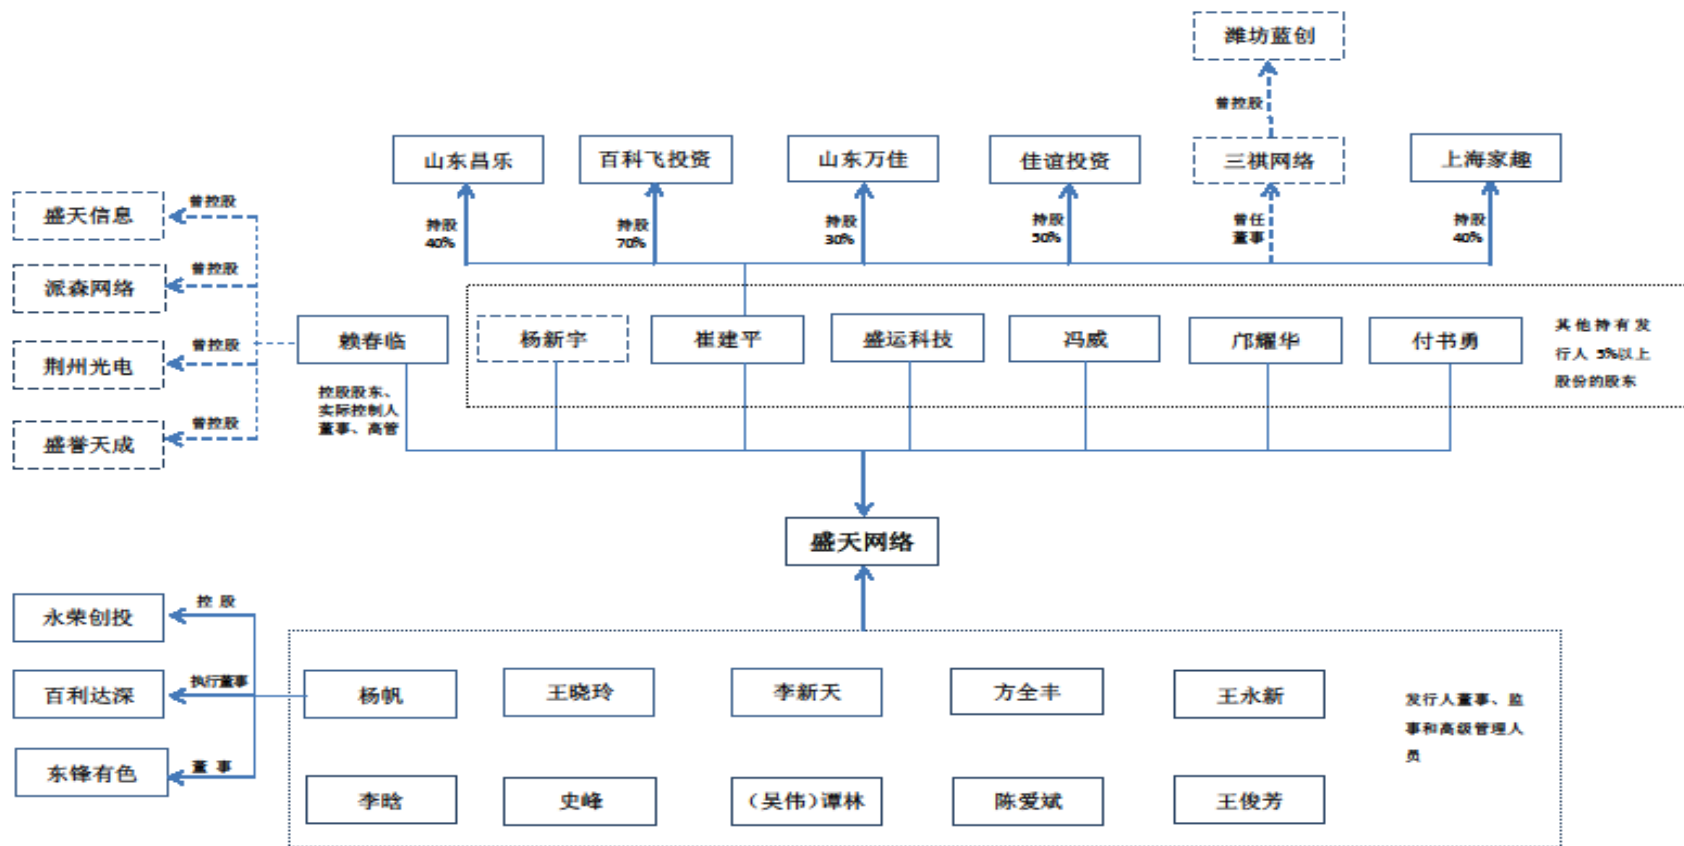 潍坊蓝创
曾控股
山东昌乐
百科飞投资
山东万佳
佳谊投资
三祺网络
上海家趣
持股
40%
持股
70%
持股
30%
持股
50%
曾任
董事
持股
40%
盛天信息
曾控股
派森网络
曾控股
荆州光电
曾控股
盛誉天成
曾控股
赖春临
控股股东、
实际控制人
董事、高管
杨新宇
崔建平
盛运科技
冯威
邝耀华
付书勇
其他持有发
行人 5%以上
股份的股东
盛天网络
永荣创投
控 股
百利达深
执行董事
东锋有色
董 事
杨帆
王晓玲
李新天
方全丰
王永新
发行人董事、监
事和高级管理人
员
李晗
史峰
（吴伟）谭林
陈爱斌
王俊芳